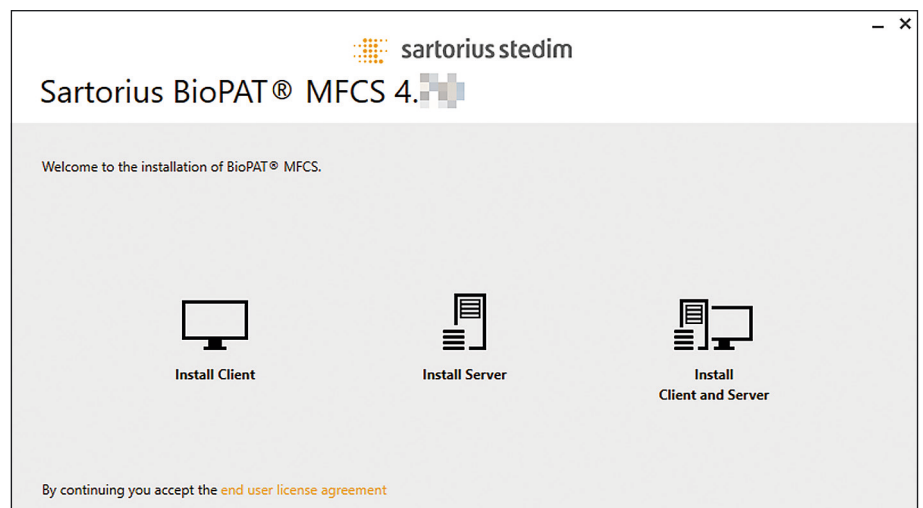 sartorius stedim
Sartorius BioPAT® MFCS 4.
Welcome to the installation of BioPAT® MFCS.
Install Client
Install Server
Install
Client and Server
By continuing you accept the end user license agreement